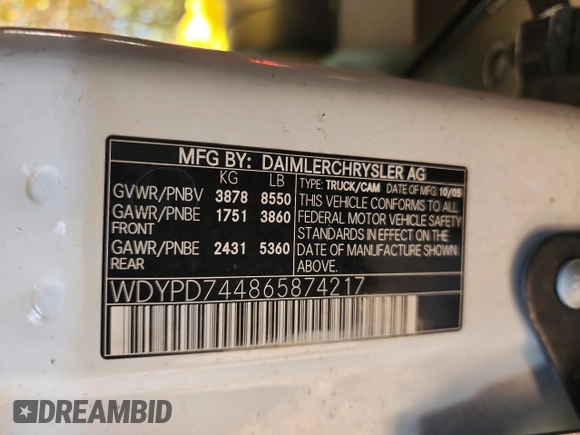 MFG BY: DAIMLERCHRYSLER AG
KG LB
GVWR/PNBV 3878 8550
GAWR/PNBE 1751 3860
FRONT
GAWR/PNBE 2431 5360
REAR
TYPE: TRUCK/CAM DATE OF MFG: 10/05
THIS VEHICLE CONFORMS TO ALL
FEDERAL MOTOR VEHICLE SAFETY
STANDARDS IN EFFECT ON THE
DATE OF MANUFACTURE SHOWN
ABOVE.
WDYPD744865874217
DREAMBID